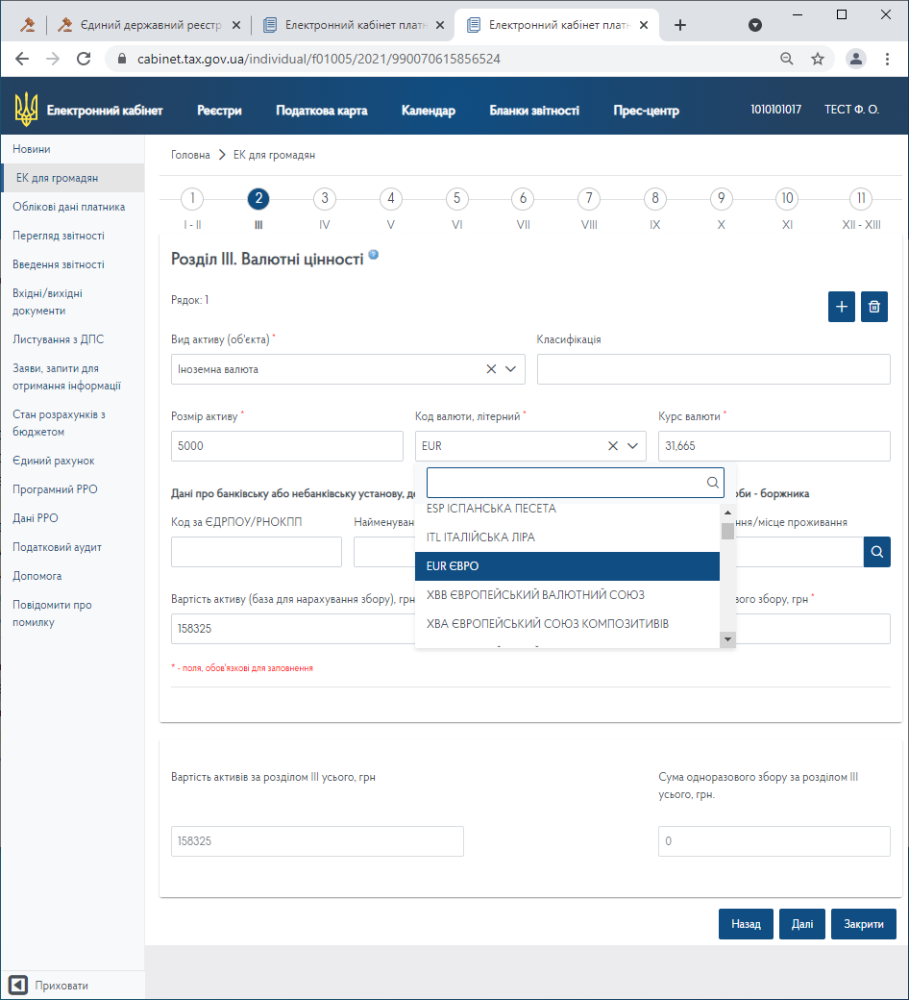 Єдиний державний реєстр
Електронний кабінет платн
Електронний кабінет платн
cabinet.tax.gov.ua/individual/f01005/2021/990070615856524
Електронний кабінет
Реєстри
Податкова карта
Календар
Бланки звітності
Прес-центр
1010101017
ТЕСТ Ф. О.
Новини
ЕК для громадян
Облікові дані платника
Перегляд звітності
Введення звітності
Вхідні/вихідні
документи
Листування з ДПС
Заяви, запити для
отримання інформації
Стан розрахунків з
бюджетом
Єдиний рахунок
Програмний РРО
Дані РРО
Податковий аудит
Допомога
Повідомити про
помилку
Приховати
Головна
ЕК для громадян
1 2 3 4 5 6 7 8 9 10 11
I - II III IV V VI VII VIII IX X XI XII - XIII
Розділ III. Валютні цінності ?
Рядок: 1
Вид активу (об'єкта) *
Класифікація
Іноземна валюта
Розмір активу *
Код валюти, літерний *
Курс валюти *
5000
EUR
31,665
Дані про банківську або небанківську установу, де
оби - боржника
Код за ЄДРПОУ/РНОКПП
Найменуван
ння/місце проживання
ESP ІСПАНСЬКА ПЕСЕТА
ITL ІТАЛІЙСЬКА ЛІРА
EUR ЄВРО
XBB ЄВРОПЕЙСЬКИЙ ВАЛЮТНИЙ СОЮЗ
XBA ЄВРОПЕЙСЬКИЙ СОЮЗ КОМПОЗИТИВІВ
Вартість активу (база для нарахування збору), грн
вого збору, грн *
158325
* - поля, обов'язкові для заповнення
Вартість активів за розділом III усього, грн
Сума одноразового збору за розділом III
усього, грн.
158325
0
Назад
Далі
Закрити